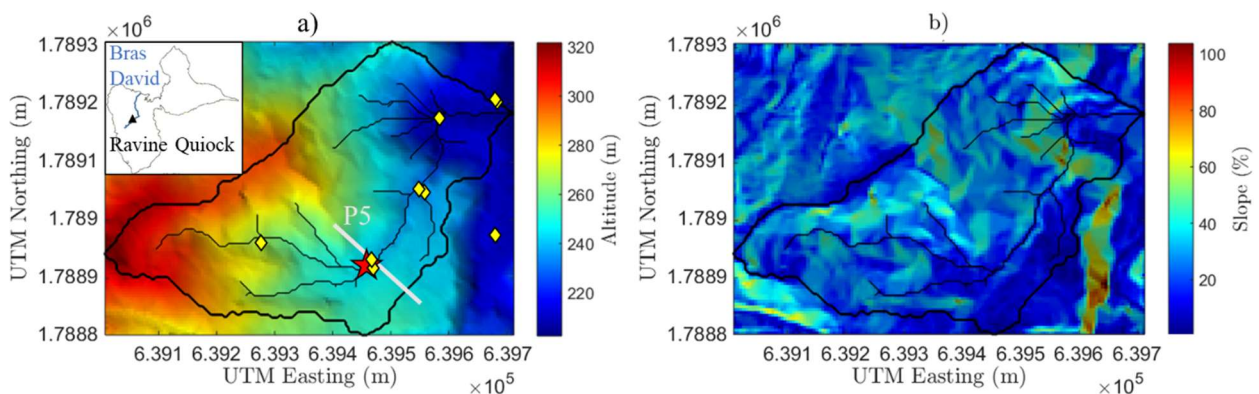 a)
× 10⁶
1.7893
1.7892
1.7891
1.789
1.7889
1.7888
UTM Northing (m)
Bras
David
Ravine Quiock
P5
6.391 6.392 6.393 6.394 6.395 6.396 6.397
UTM Easting (m)
× 10⁵
320
300
280
260
240
220
Altitude (m)
b)
× 10⁶
1.7893
1.7892
1.7891
1.789
1.7889
1.7888
UTM Northing (m)
6.391 6.392 6.393 6.394 6.395 6.396 6.397
UTM Easting (m)
× 10⁵
100
80
60
40
20
Slope (%)